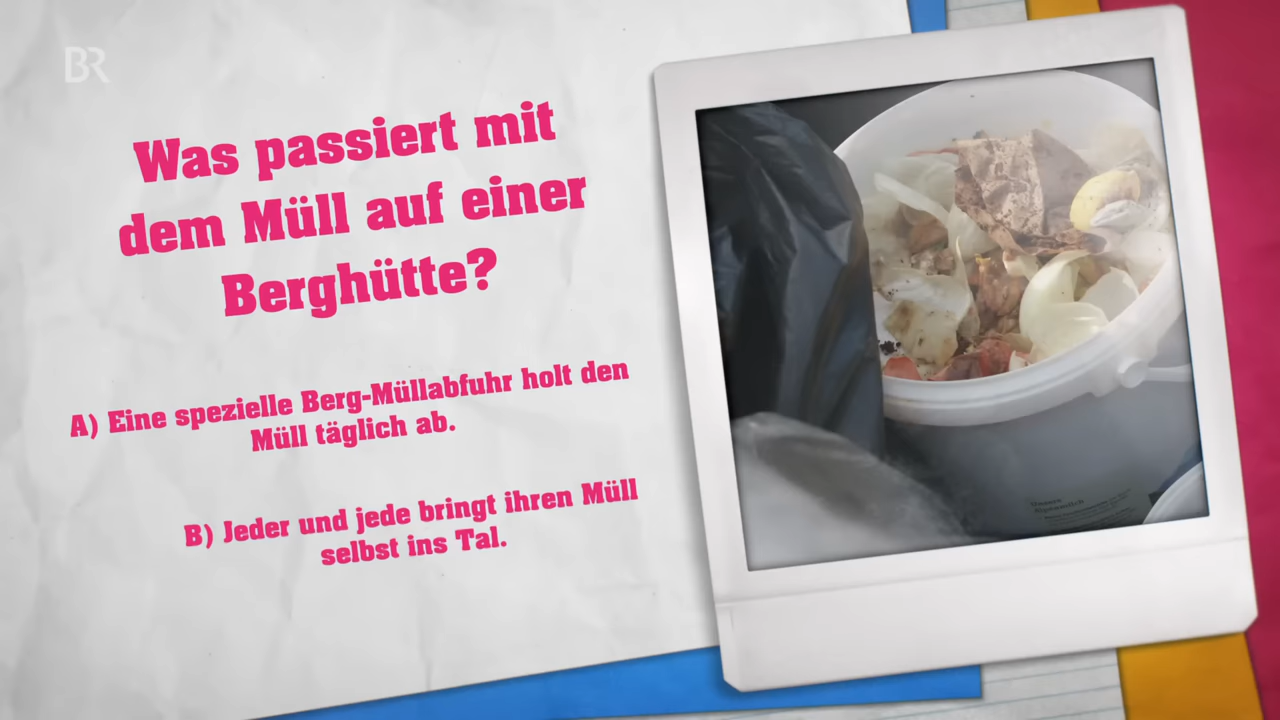 BR
Was passiert mit
dem Müll auf einer
Berghütte?
A) Eine spezielle Berg-Müllabfuhr holt den
Müll täglich ab.
B) Jeder und jede bringt ihren Müll
selbst ins Tal.